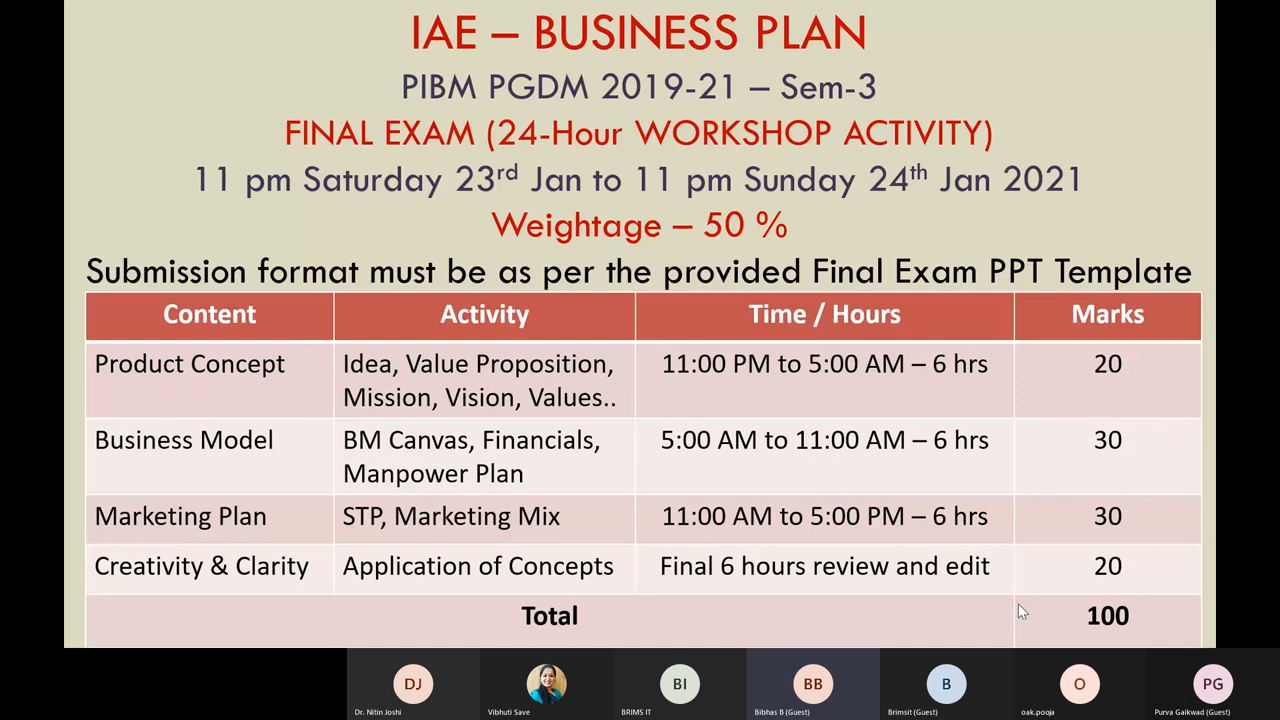 IAE – BUSINESS PLAN
PIBM PGDM 2019-21 – Sem-3
FINAL EXAM (24-Hour WORKSHOP ACTIVITY)
11 pm Saturday 23rd Jan to 11 pm Sunday 24th Jan 2021
Weightage – 50 %
Submission format must be as per the provided Final Exam PPT Template
Content Activity Time / Hours Marks
Product Concept Idea, Value Proposition, 11:00 PM to 5:00 AM – 6 hrs 20
Mission, Vision, Values..
Business Model BM Canvas, Financials, 5:00 AM to 11:00 AM – 6 hrs 30
Manpower Plan
Marketing Plan STP, Marketing Mix 11:00 AM to 5:00 PM – 6 hrs 30
Creativity & Clarity Application of Concepts Final 6 hours review and edit 20
Total 100
DJ BI BB B O PG
Dr. Nitin Joshi Vibhuti Save BRIMS IT Bibhas B (Guest) Brimsit (Guest) oak.pooja Purva Gaikwad (Guest)